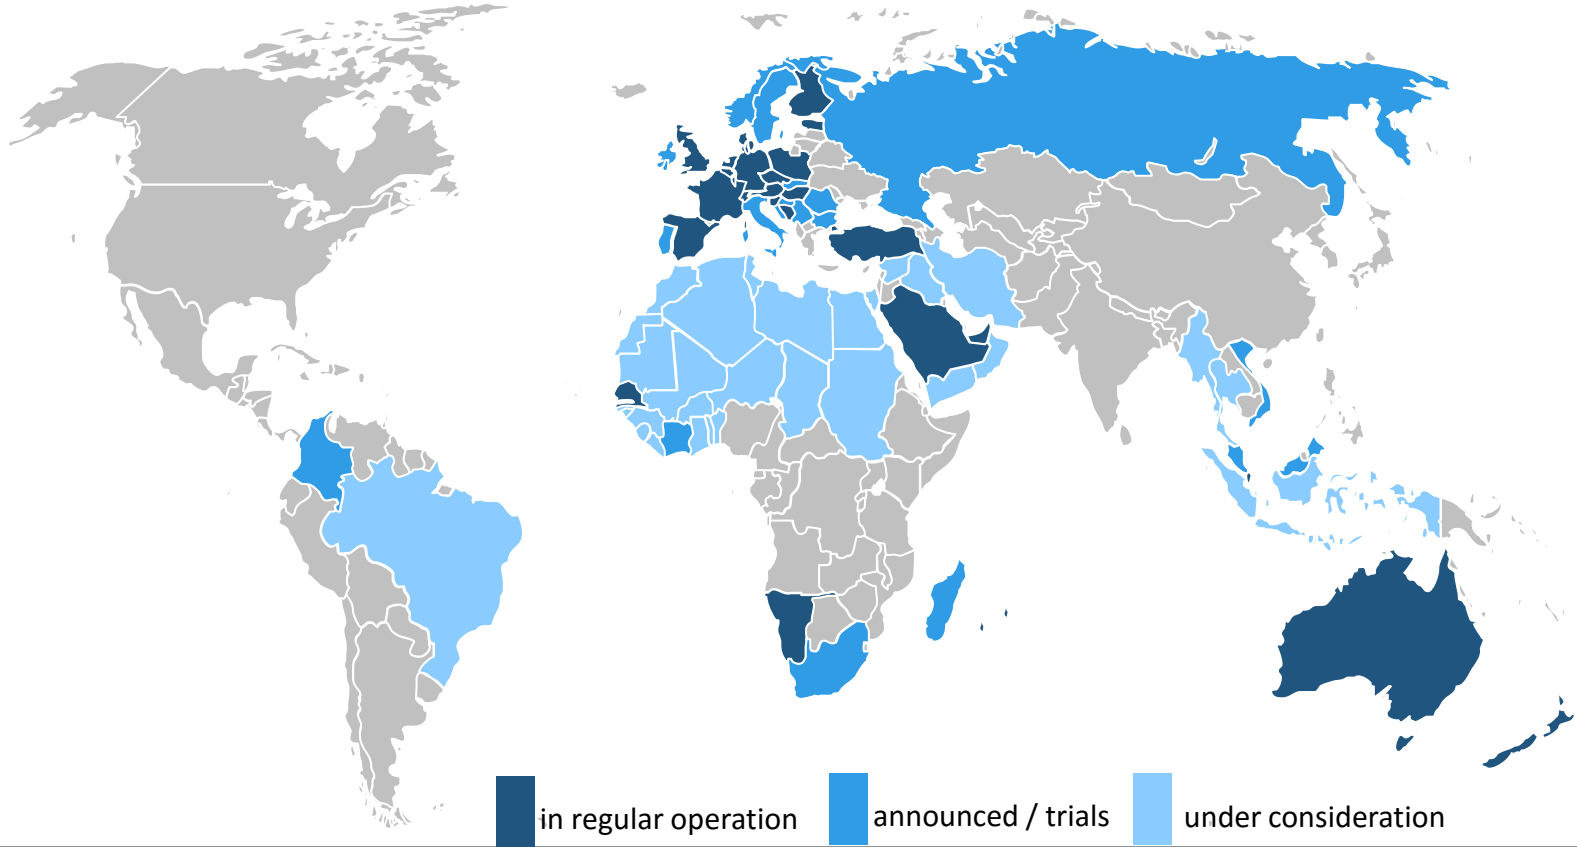 in regular operation
announced / trials
under consideration